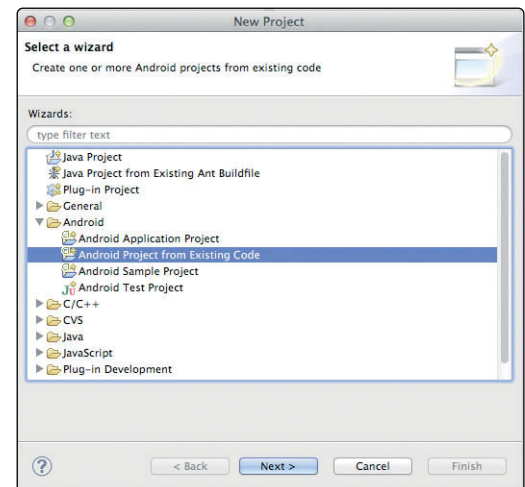 New Project
Select a wizard
Create one or more Android projects from existing code
Wizards:
type filter text
Java Project
Java Project from Existing Ant Buildfile
Plug-in Project
General
Android
Android Application Project
Android Project from Existing Code
Android Sample Project
Android Test Project
C/C++
CVS
Java
JavaScript
Plug-in Development
? < Back Next > Cancel Finish